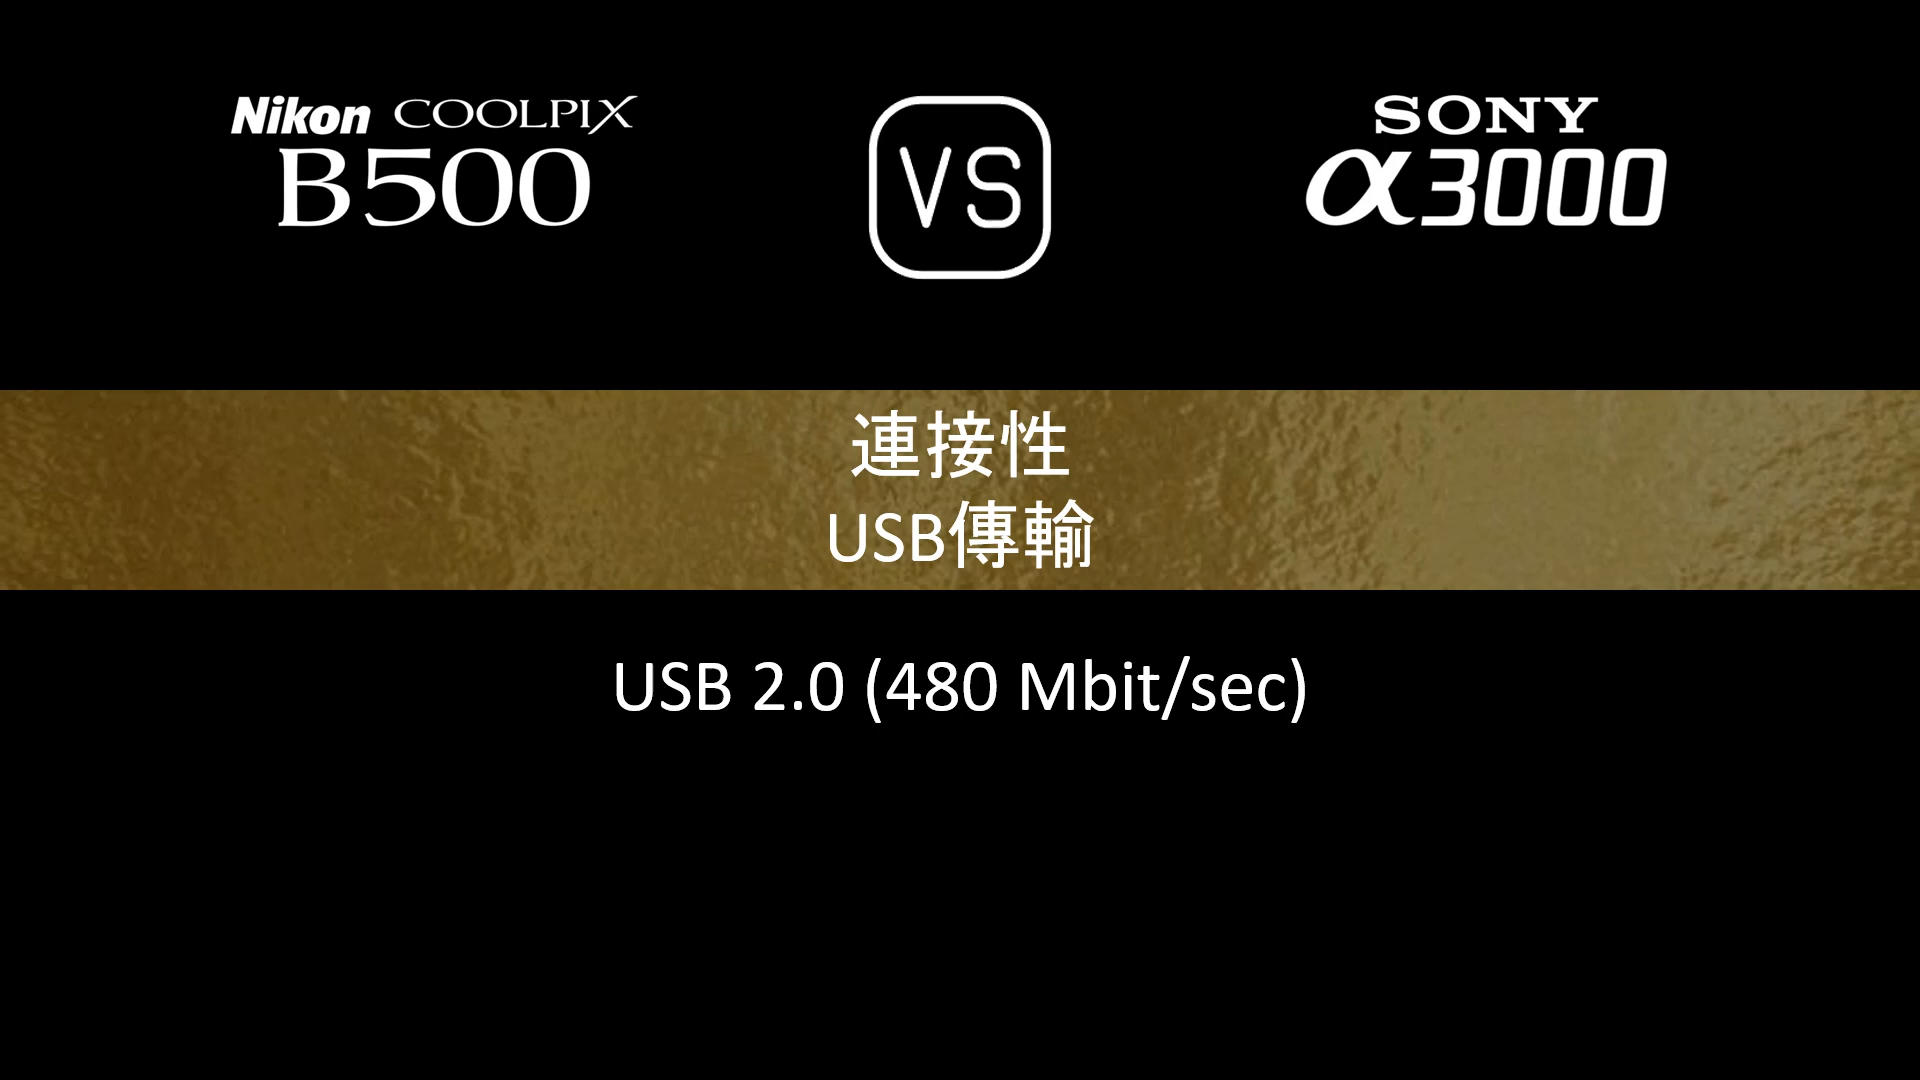 Nikon COOLPIX
B500
VS
SONY
α3000
連接性
USB傳輸
USB 2.0 (480 Mbit/sec)